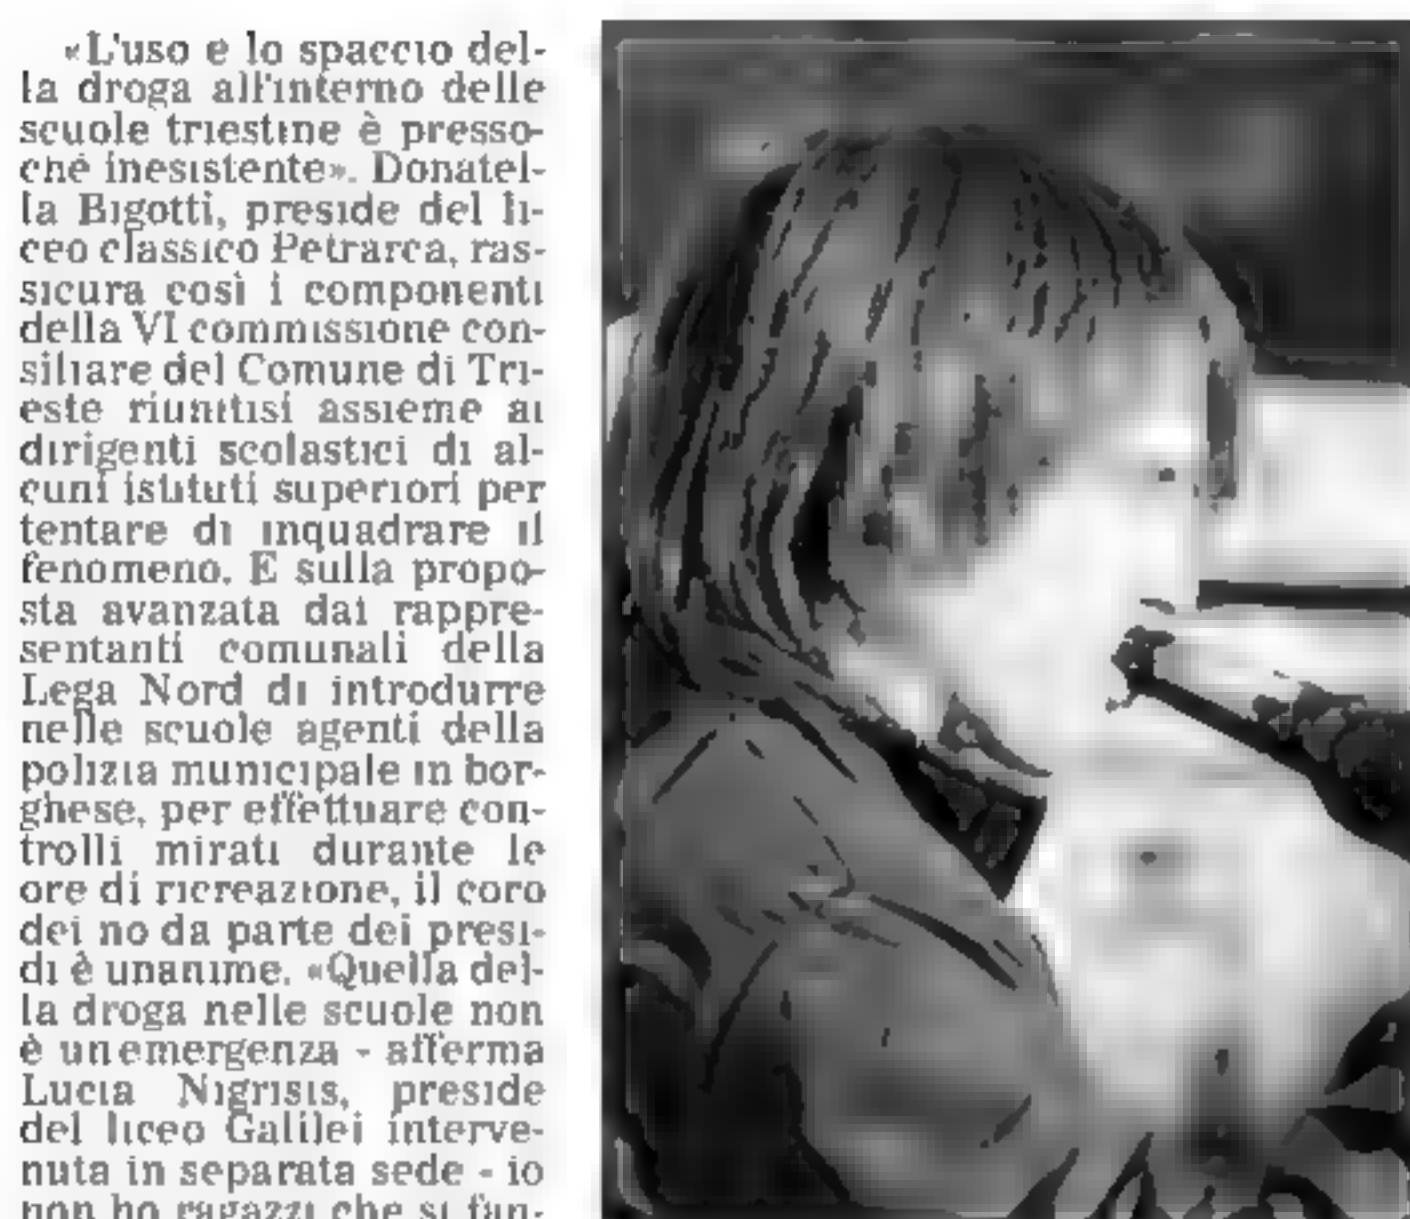 «L'uso e lo spaccio del-
la droga all'interno delle
scuole triestine è presso-
ché inesistente». Donatel-
la Bigotti, preside del li-
ceo classico Petrarca, ras-
sicura così i componenti
della VI commissione con-
siliare del Comune di Tri-
este riunitisi assieme ai
dirigenti scolastici di al-
cuni istituti superiori per
tentare di inquadrare il
fenomeno. E sulla propo-
sta avanzata dai rappre-
sentanti comunali della
Lega Nord di introdurre
nelle scuole agenti della
polizia municipale in bor-
ghese, per effettuare con-
trolli mirati durante le
ore di ricreazione, il coro
dei no da parte dei presi-
di è unanime. «Quella del-
la droga nelle scuole non
è un emergenza - afferma
Lucia Nigrisis, preside
del liceo Galilei interve-
nuta in separata sede - io
non ho ragazzi che si fan-